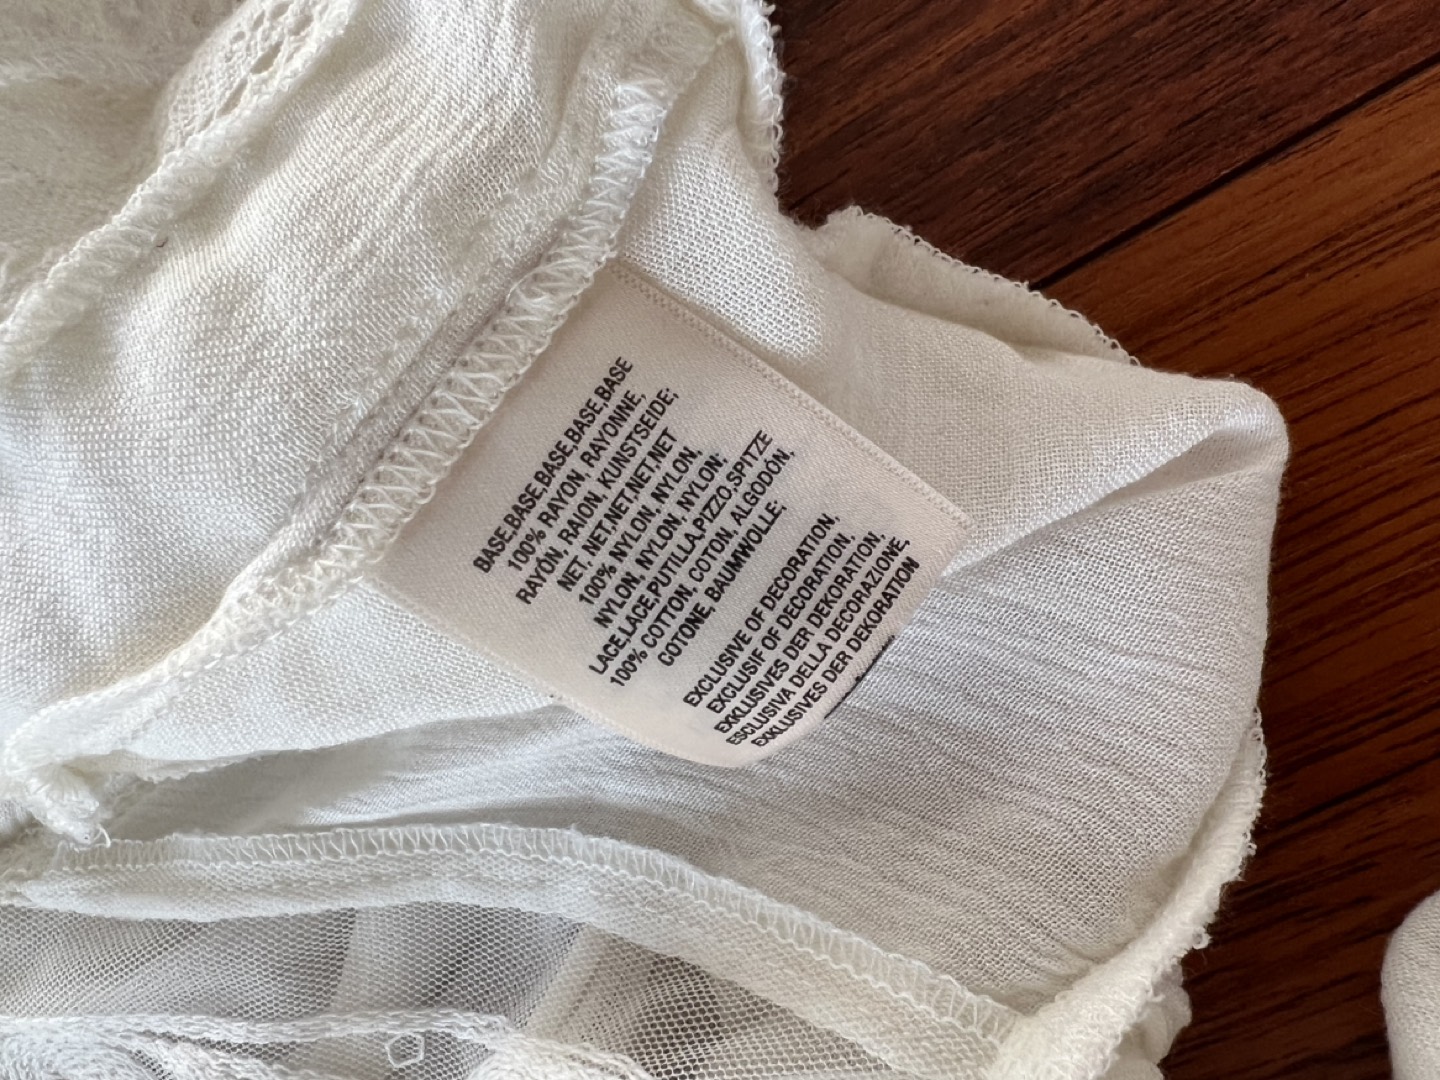 BASE,BASE,BASE,BASE,BASE
100% RAYON, RAYONNE,
RAYÓN, RAION, KUNSTSEIDE;
NET, NET,NET,NET,NET
100% NYLON, NYLON,
NYLON, NYLON, NYLON;
LACE,LACE,PUTILLA,PIZZO,SPITZE
100% COTTON, COTON, ALGODÓN,
COTONE, BAUMWOLLE;
EXCLUSIVE OF DECORATION,
EXCLUSIF OF DECORATION,
EXKLUSIVES DER DEKORATION,
ESCLUSIVA DELLA DECORAZIONE,
EXKLUSIVES DER DEKORATION